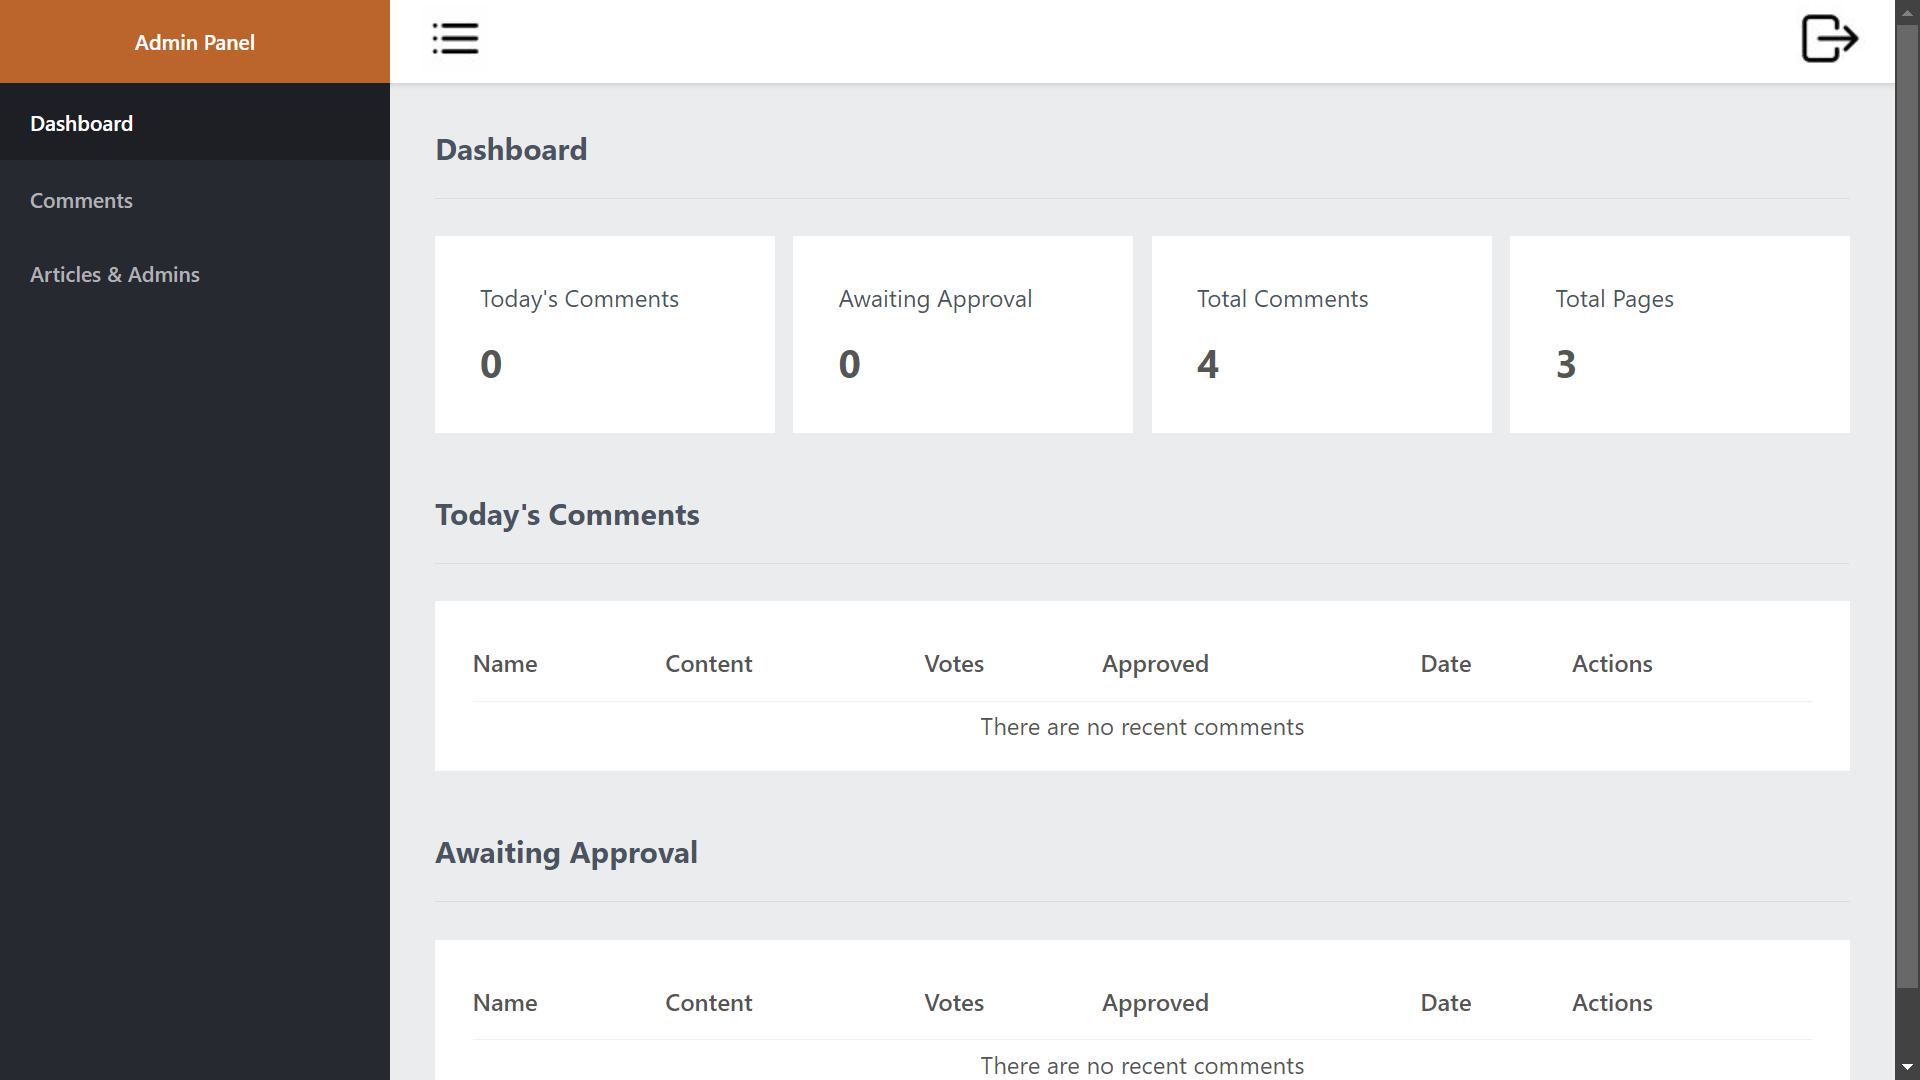 Admin Panel
Dashboard
Comments
Articles & Admins
Dashboard
Today's Comments
0
Awaiting Approval
0
Total Comments
4
Total Pages
3
Today's Comments
Name Content Votes Approved Date Actions
There are no recent comments
Awaiting Approval
Name Content Votes Approved Date Actions
There are no recent comments